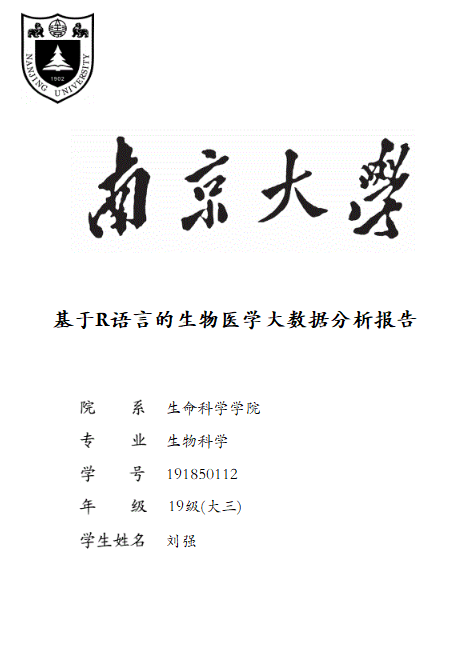 NANJING UNIVERSITY
1902
南京大學
基于R语言的生物医学大数据分析报告
院 系 生命科学学院
专 业 生物科学
学 号 191850112
年 级 19级(大三)
学生姓名 刘强